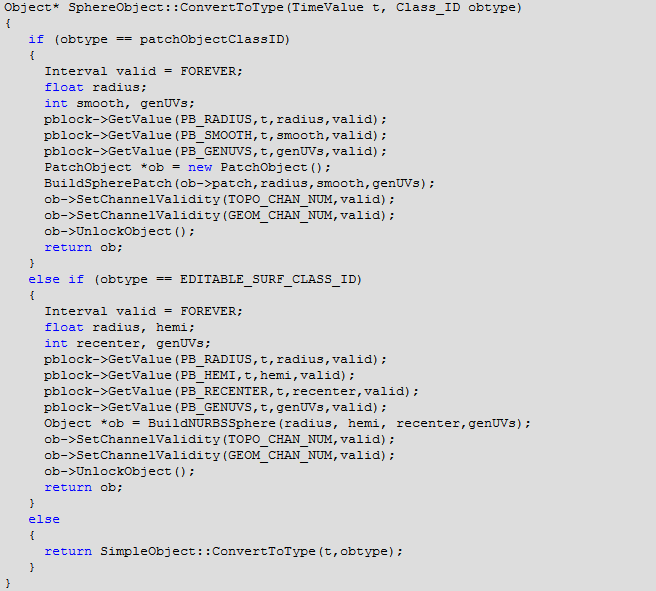 Object* SphereObject::ConvertToType(TimeValue t, Class_ID obtype)
{
   if (obtype == patchObjectClassID)
   {
     Interval valid = FOREVER;
     float radius;
     int smooth, genUVs;
     pblock->GetValue(PB_RADIUS,t,radius,valid);
     pblock->GetValue(PB_SMOOTH,t,smooth,valid);
     pblock->GetValue(PB_GENUVS,t,genUVs,valid);
     PatchObject *ob = new PatchObject();
     BuildSpherePatch(ob->patch,radius,smooth,genUVs);
     ob->SetChannelValidity(TOPO_CHAN_NUM,valid);
     ob->SetChannelValidity(GEOM_CHAN_NUM,valid);
     ob->UnlockObject();
     return ob;
   }
   else if (obtype == EDITABLE_SURF_CLASS_ID)
   {
     Interval valid = FOREVER;
     float radius, hemi;
     int recenter, genUVs;
     pblock->GetValue(PB_RADIUS,t,radius,valid);
     pblock->GetValue(PB_HEMI,t,hemi,valid);
     pblock->GetValue(PB_RECENTER,t,recenter,valid);
     pblock->GetValue(PB_GENUVS,t,genUVs,valid);
     Object *ob = BuildNURBSSphere(radius, hemi, recenter,genUVs);
     ob->SetChannelValidity(TOPO_CHAN_NUM,valid);
     ob->SetChannelValidity(GEOM_CHAN_NUM,valid);
     ob->UnlockObject();
     return ob;
   }
   else
   {
     return SimpleObject::ConvertToType(t,obtype);
   }
}